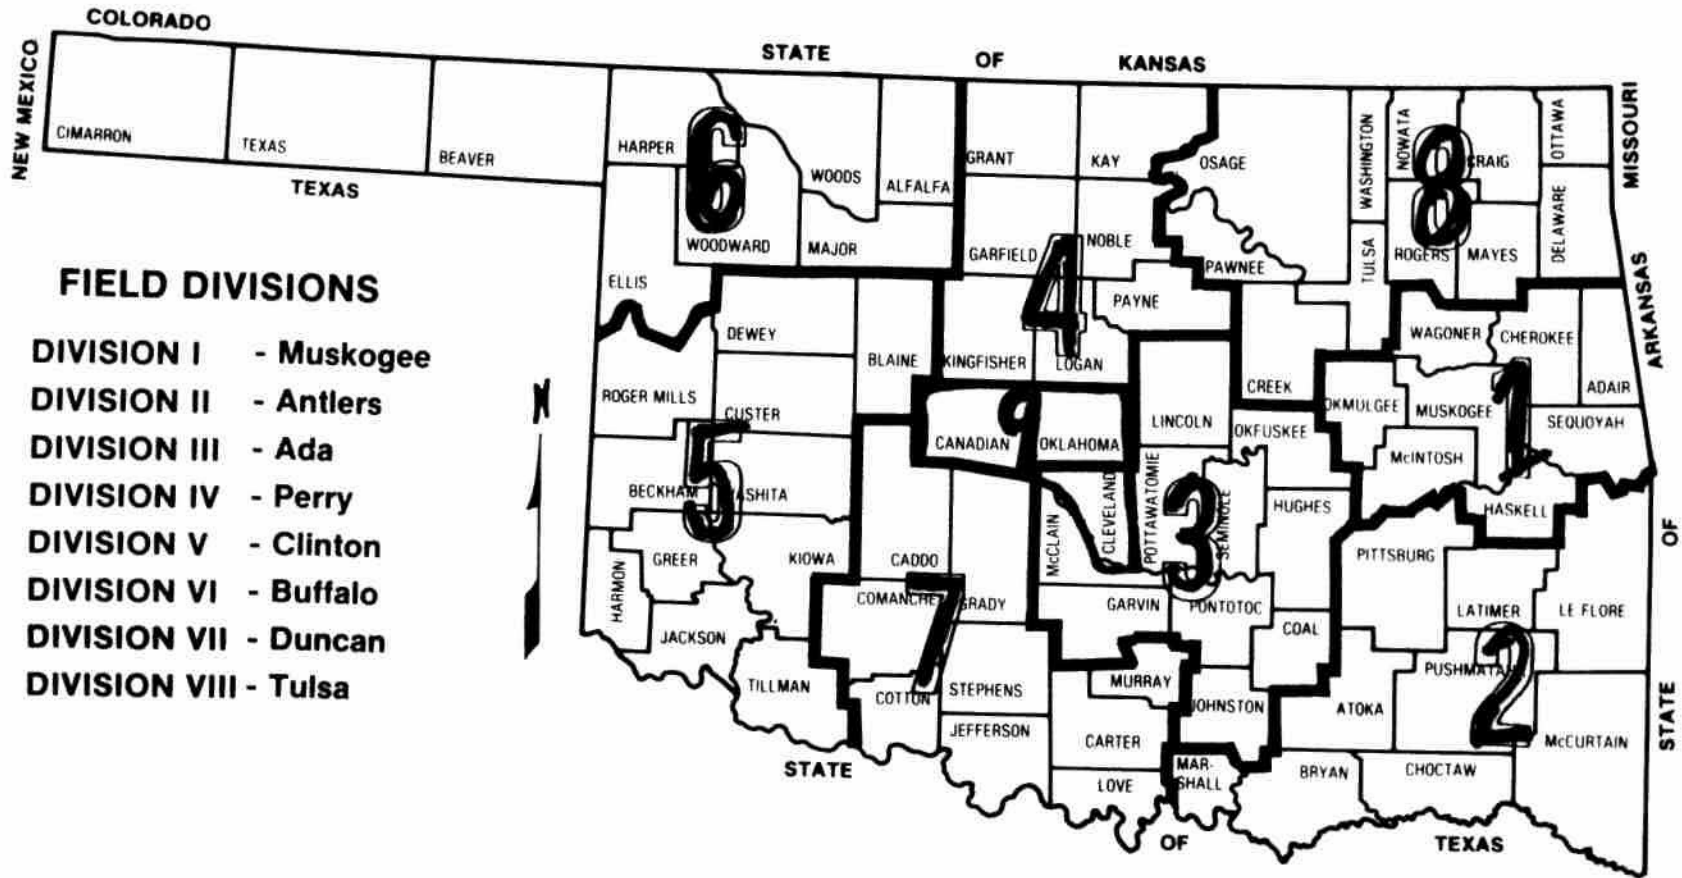 COLORADO
STATE OF KANSAS
NEW MEXICO
MISSOURI
CIMARRON
TEXAS
BEAVER
HARPER
6
WOODS
ALFALFA
GRANT
KAY
OSAGE
WASHINGTON
NOWATA
8
CRAIG
OTTAWA
TEXAS
WOODWARD
MAJOR
GARFIELD
NOBLE
PAWNEE
TULSA
ROGERS
MAYES
DELAWARE
ELLIS
4
PAYNE
ARKANSAS
FIELD DIVISIONS
DIVISION I - Muskogee
DIVISION II - Antlers
DIVISION III - Ada
DIVISION IV - Perry
DIVISION V - Clinton
DIVISION VI - Buffalo
DIVISION VII - Duncan
DIVISION VIII - Tulsa
N
DEWEY
BLAINE
KINGFISHER
LOGAN
CREEK
WAGONER
CHEROKEE
ADAIR
ROGER MILLS
CUSTER
CANADIAN
9
OKLAHOMA
LINCOLN
OKFUSKEE
OKMULGEE
MUSKOGEE
1
SEQUOYAH
McINTOSH
BECKHAM
5
WASHITA
McCLAIN
CLEVELAND
POTTAWATOMIE
3
SEMINOLE
HUGHES
HASKELL
OF
GREER
KIOWA
CADDO
PITTSBURG
HARMON
COMANCHE
7
GRADY
GARVIN
PONTOTOC
COAL
LATIMER
LE FLORE
JACKSON
TILLMAN
COTTON
STEPHENS
MURRAY
JOHNSTON
ATOKA
PUSHMATAHA
2
McCURTAIN
STATE
JEFFERSON
CARTER
LOVE
MAR-
SHALL
BRYAN
CHOCTAW
STATE OF TEXAS